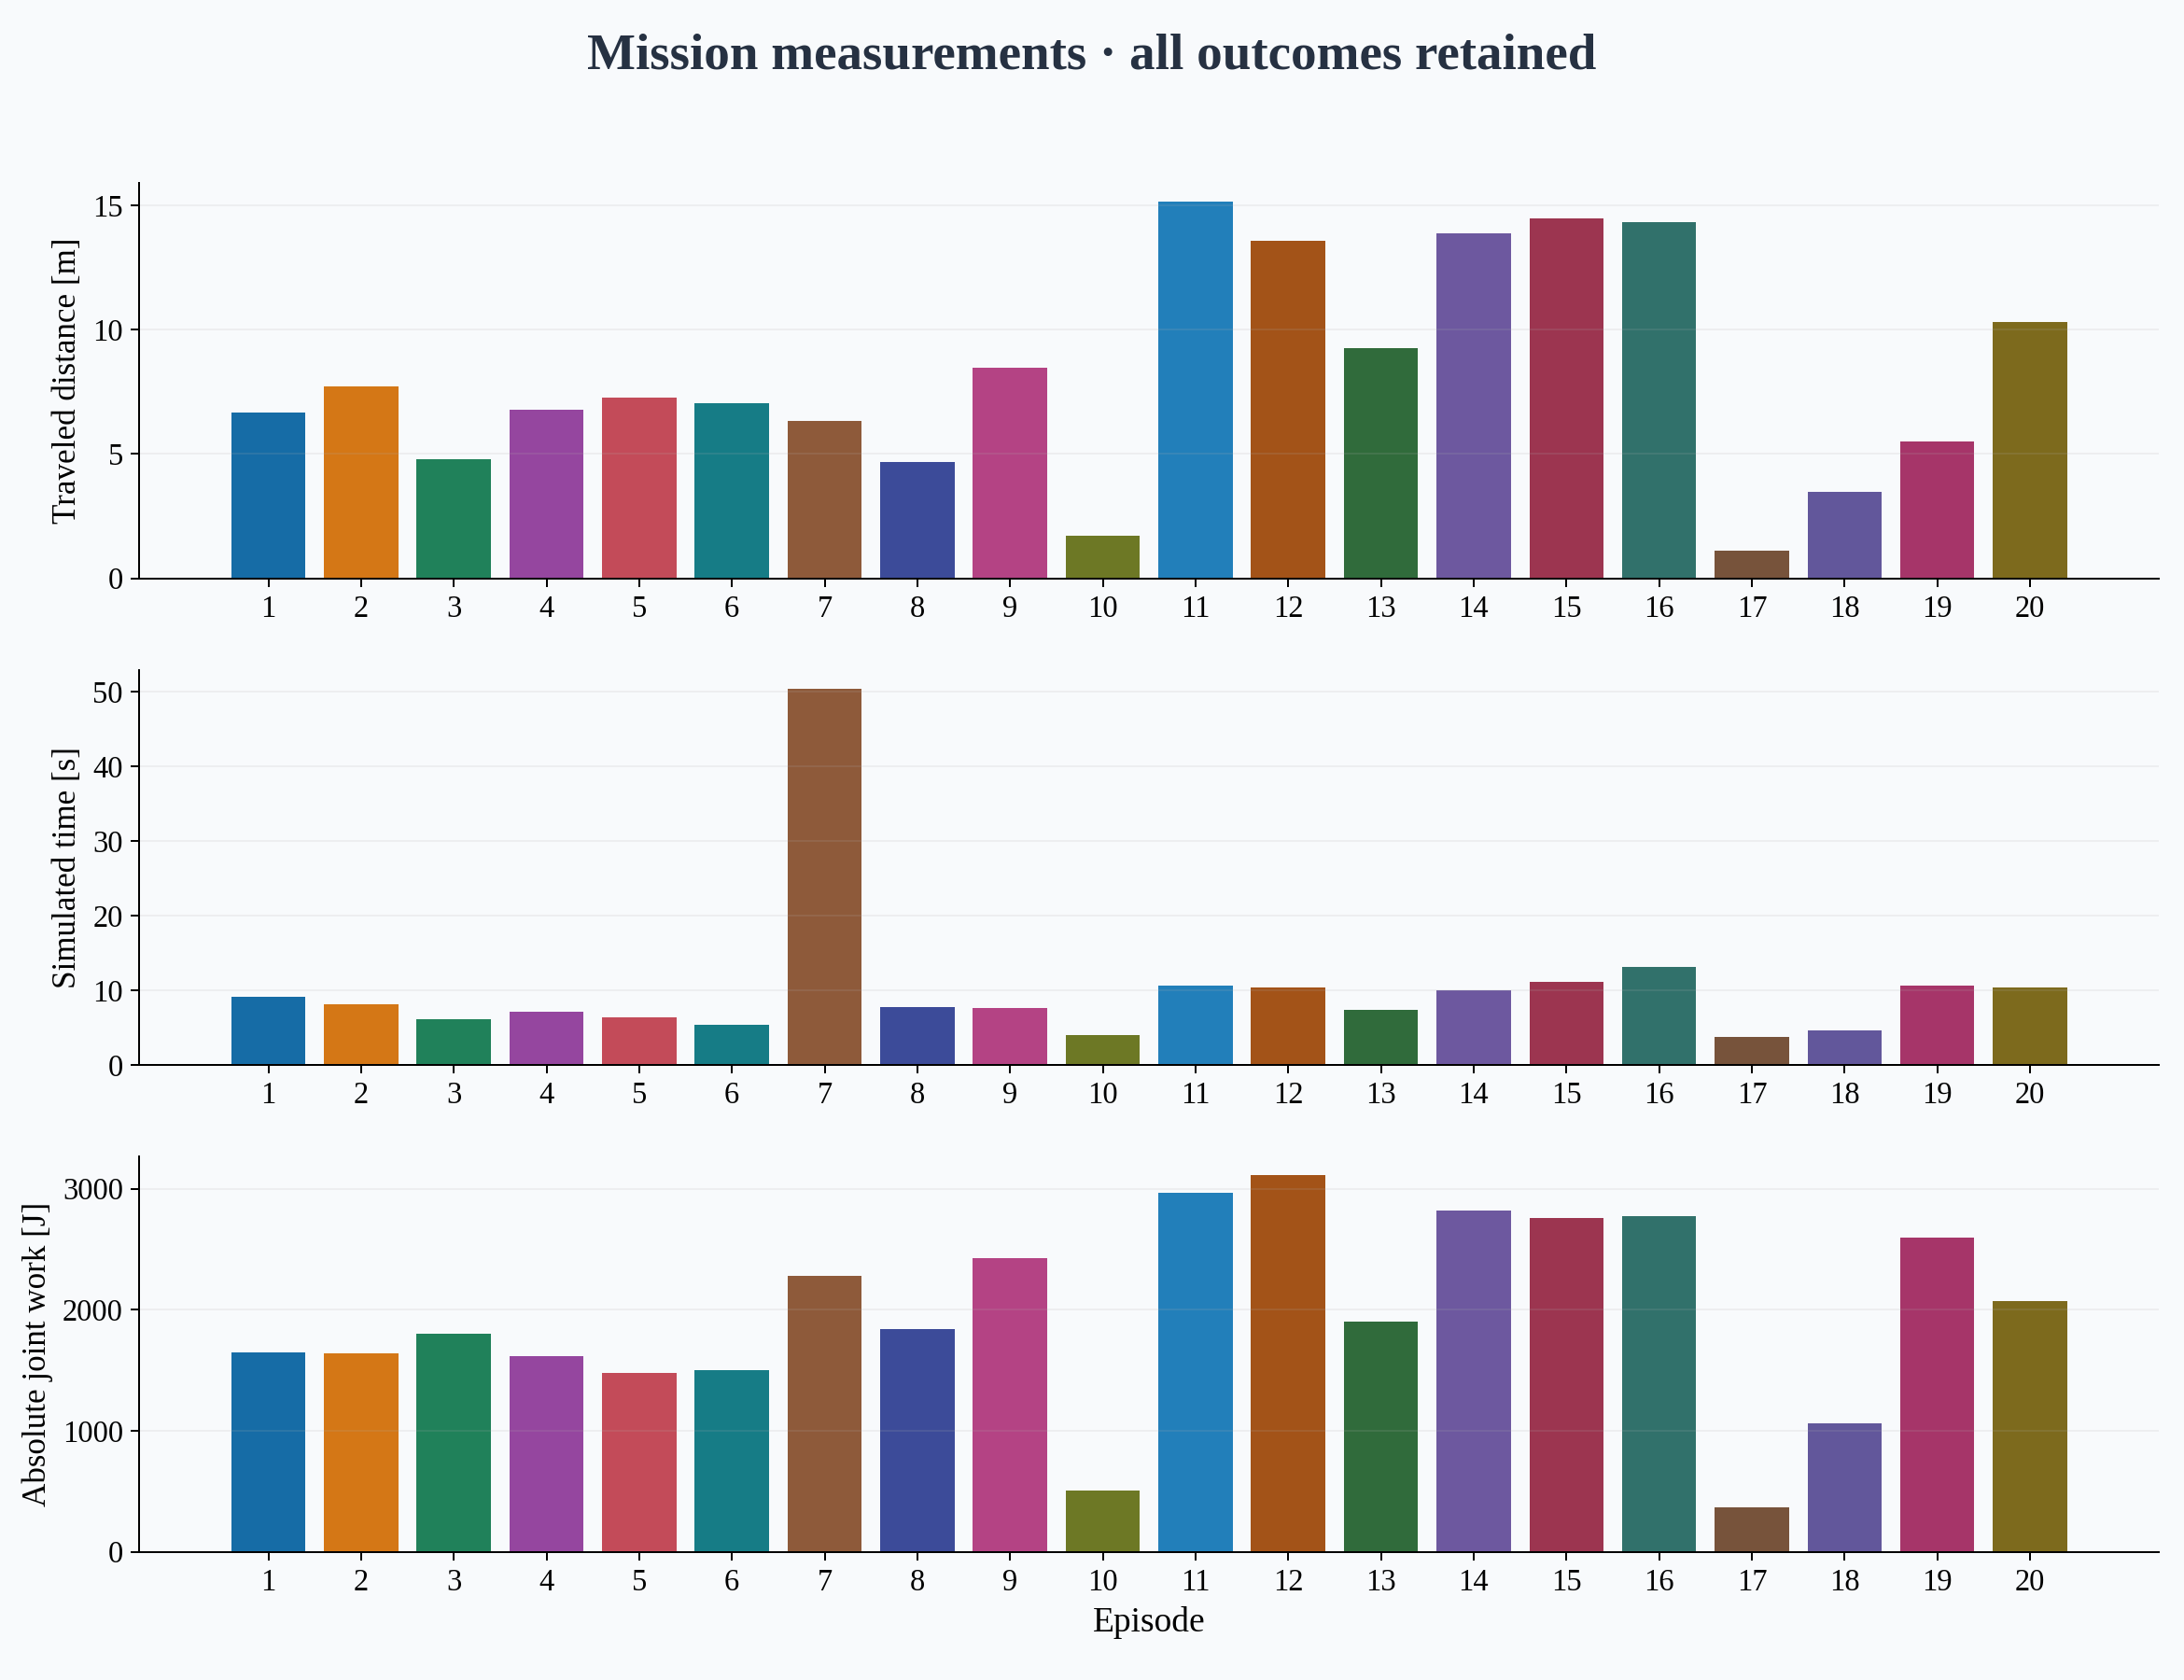 Mission measurements · all outcomes retained
Traveled distance [m]
15
10
5
0
1 2 3 4 5 6 7 8 9 10 11 12 13 14 15 16 17 18 19 20
Simulated time [s]
50
40
30
20
10
0
1 2 3 4 5 6 7 8 9 10 11 12 13 14 15 16 17 18 19 20
Absolute joint work [J]
3000
2000
1000
0
1 2 3 4 5 6 7 8 9 10 11 12 13 14 15 16 17 18 19 20
Episode